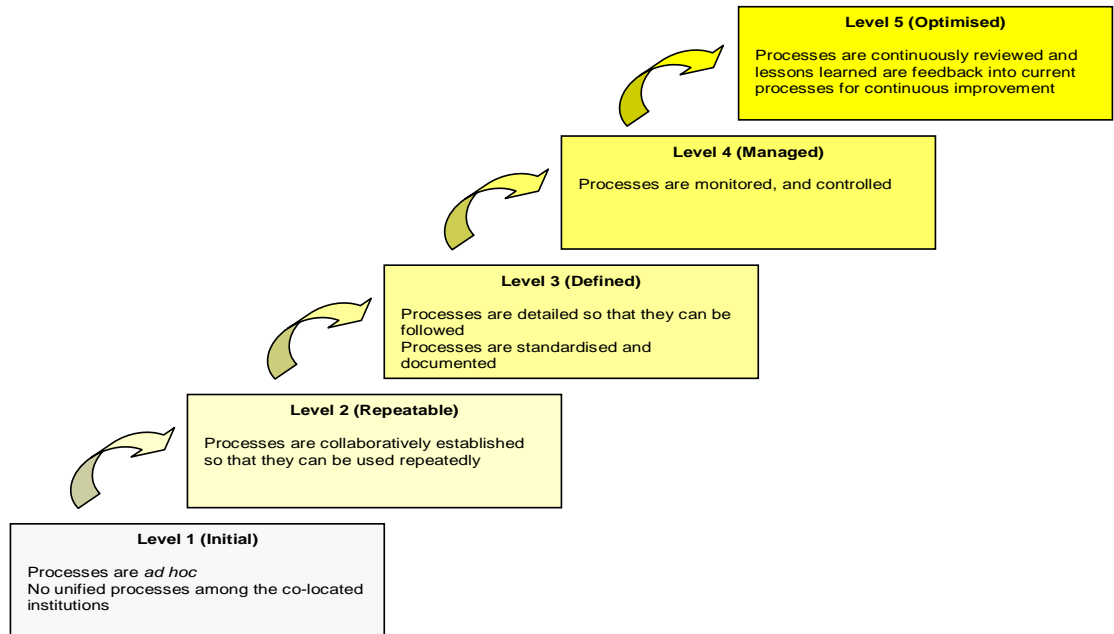 Level 5 (Optimised)
Processes are continuously reviewed and
lessons learned are feedback into current
processes for continuous improvement
Level 4 (Managed)
Processes are monitored, and controlled
Level 3 (Defined)
Processes are detailed so that they can be
followed
Processes are standardised and
documented
Level 2 (Repeatable)
Processes are collaboratively established
so that they can be used repeatedly
Level 1 (Initial)
Processes are ad hoc
No unified processes among the co-located
institutions